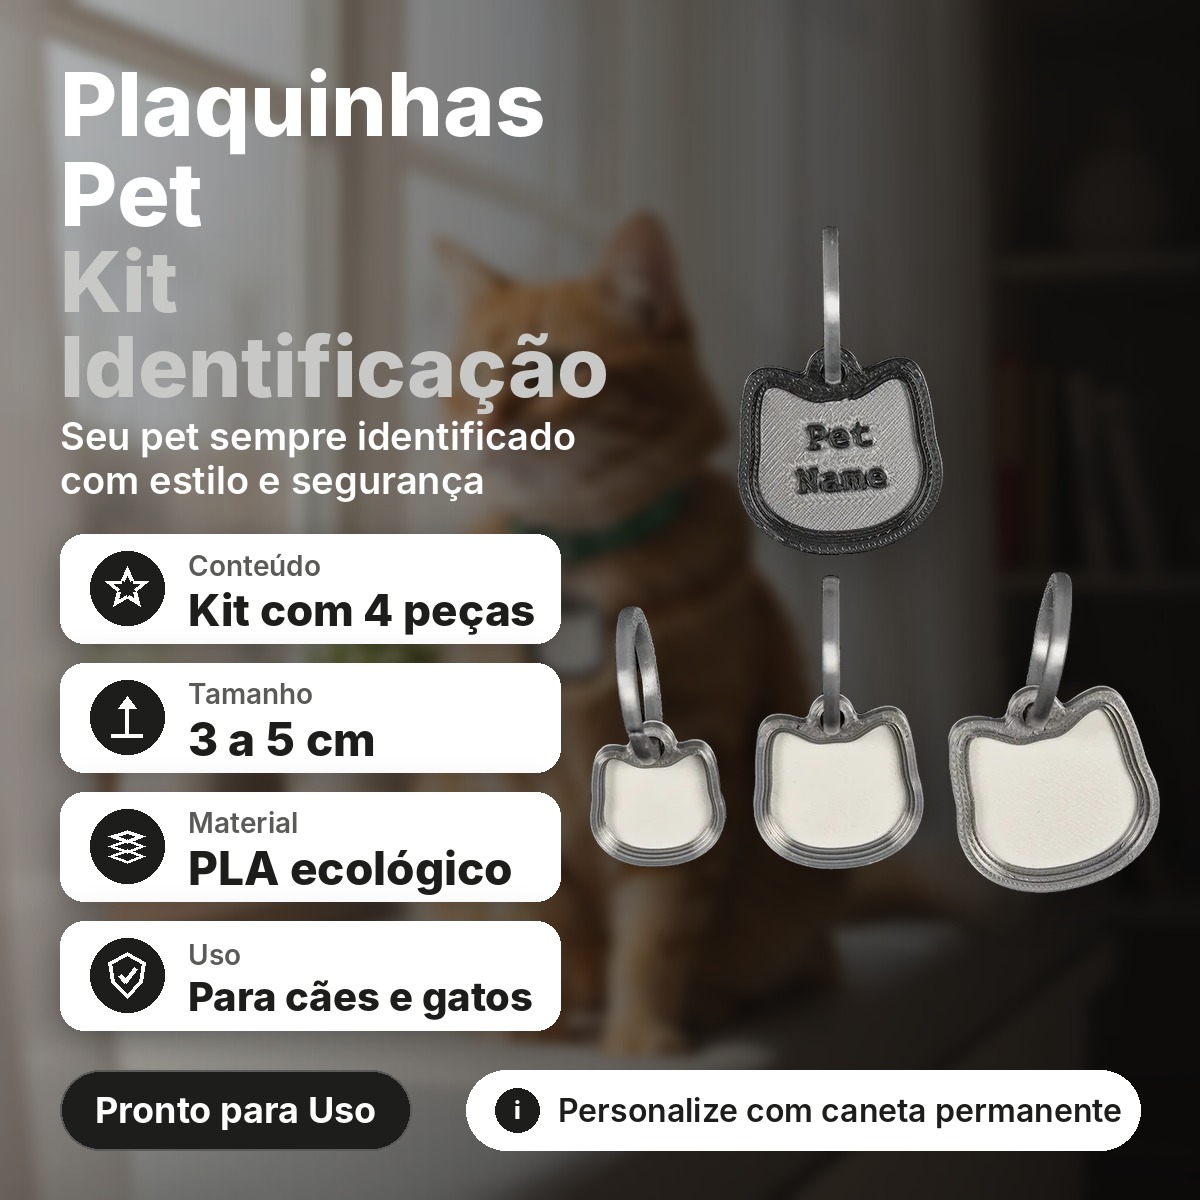 Plaquinhas
Pet
Kit
Identificação
Seu pet sempre identificado
com estilo e segurança
Pet
Name
Conteúdo
Kit com 4 peças
Tamanho
3 a 5 cm
Material
PLA ecológico
Uso
Para cães e gatos
Pronto para Uso
i Personalize com caneta permanente